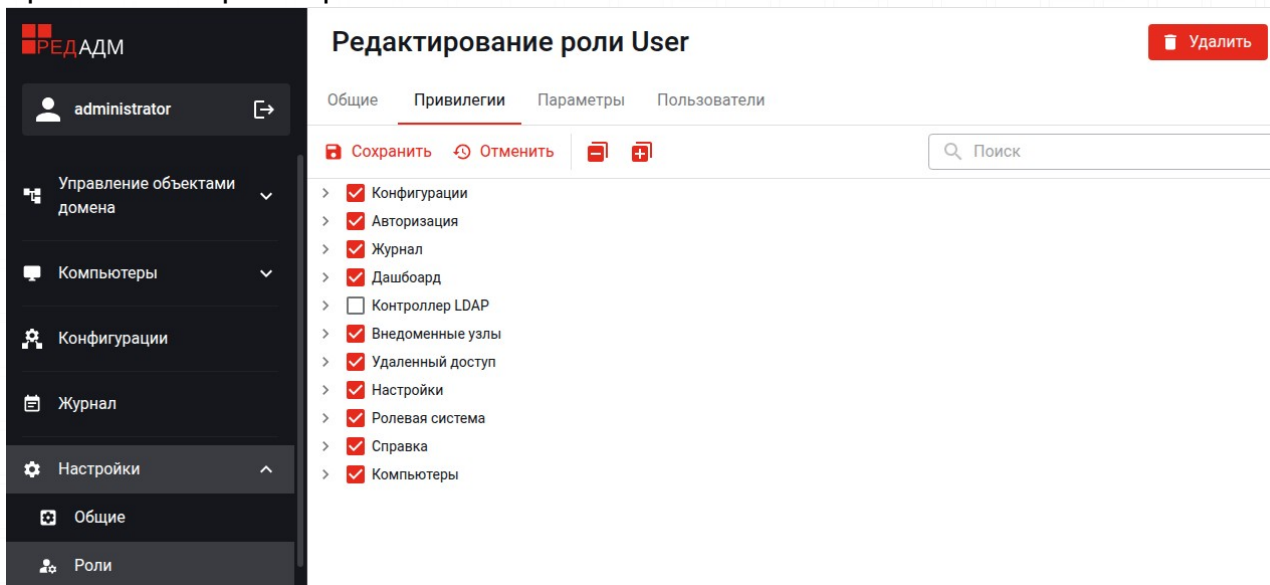 РЕДАДМ
Редактирование роли User
Удалить
administrator
Общие Привилегии Параметры Пользователи
Сохранить Отменить
Поиск
Управление объектами
домена
Компьютеры
Конфигурации
Журнал
Настройки
Общие
Роли
Конфигурации
Авторизация
Журнал
Дашбоард
Контроллер LDAP
Внедоменные узлы
Удаленный доступ
Настройки
Ролевая система
Справка
Компьютеры